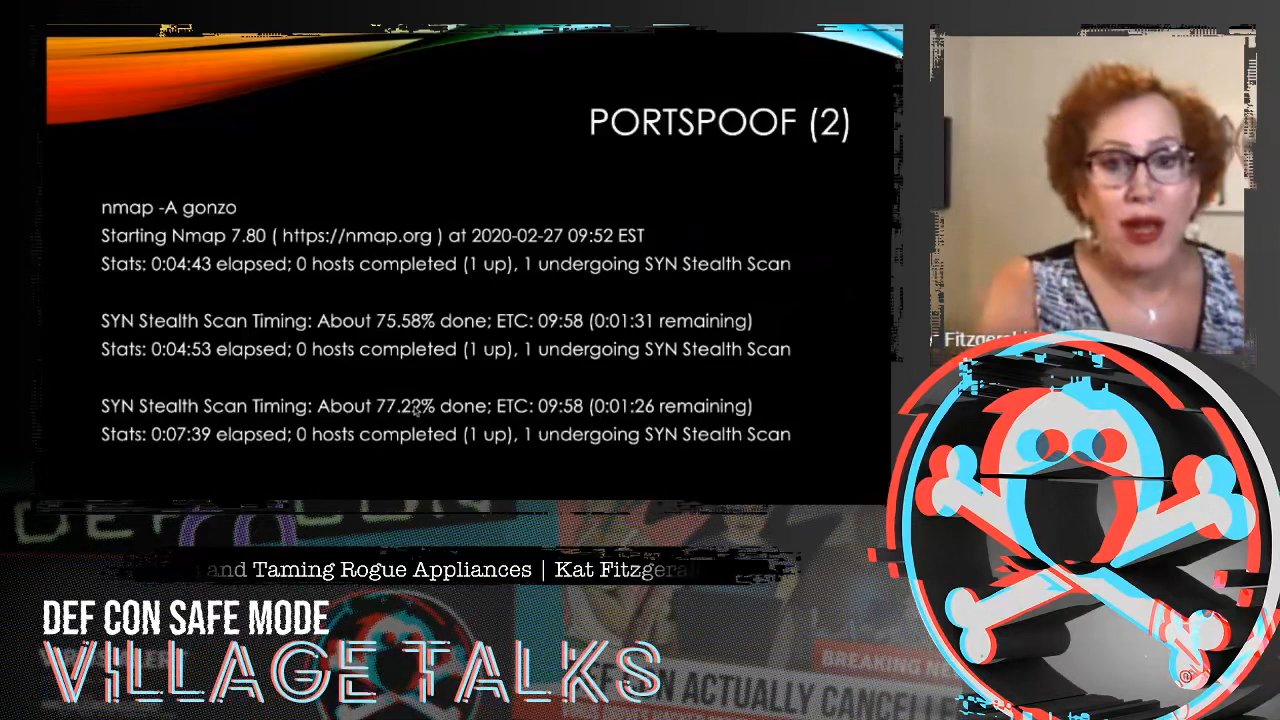 PORTSPOOF (2)
nmap -A gonzo
Starting Nmap 7.80 ( https://nmap.org ) at 2020-02-27 09:52 EST
Stats: 0:04:43 elapsed; 0 hosts completed (1 up), 1 undergoing SYN Stealth Scan
SYN Stealth Scan Timing: About 75.58% done; ETC: 09:58 (0:01:31 remaining)
Stats: 0:04:53 elapsed; 0 hosts completed (1 up), 1 undergoing SYN Stealth Scan
SYN Stealth Scan Timing: About 77.22% done; ETC: 09:58 (0:01:26 remaining)
Stats: 0:07:39 elapsed; 0 hosts completed (1 up), 1 undergoing SYN Stealth Scan
and Taming Rogue Appliances | Kat Fitzgera
DEF CON SAFE MODE
VILLAGE TALKS
DEF CON
BREAKING NE
EF CON ACTUALLY CANCELLE